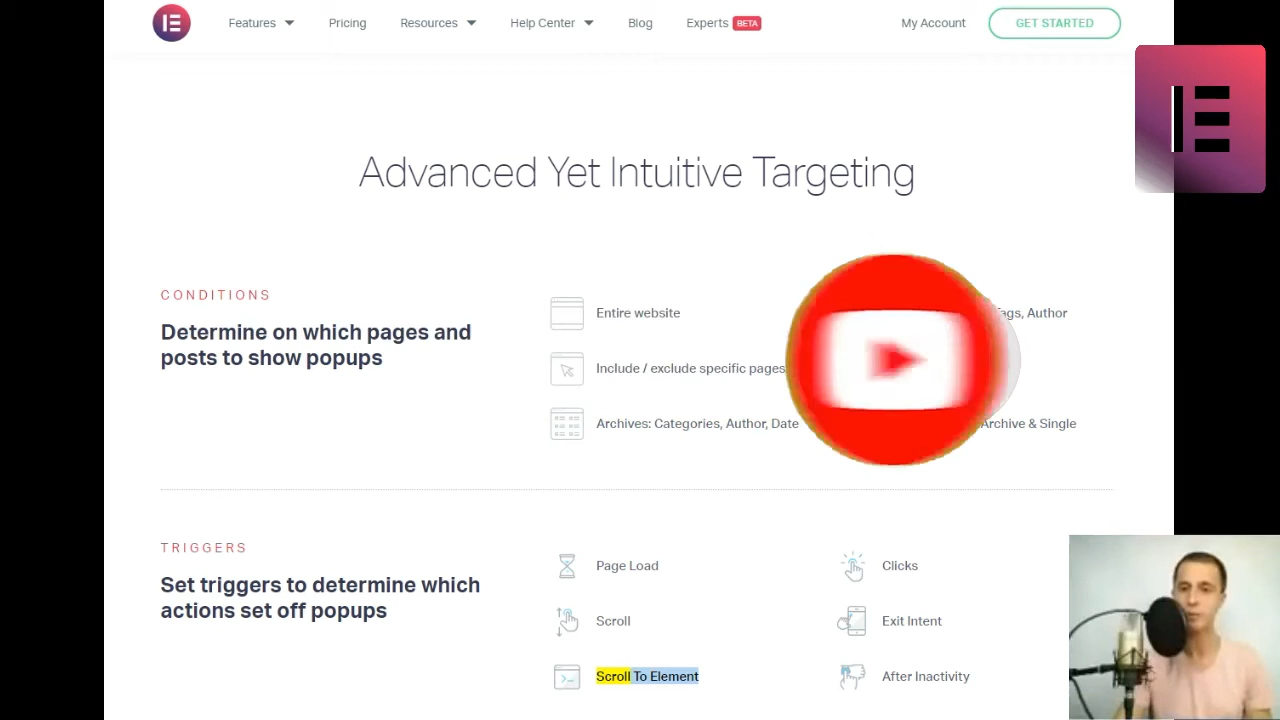 Features
Pricing
Resources
Help Center
Blog
Experts BETA
My Account
GET STARTED
Advanced Yet Intuitive Targeting
CONDITIONS
Determine on which pages and
posts to show popups
Entire website
Tags, Author
Include / exclude specific pages
Archives: Categories, Author, Date
Archive & Single
TRIGGERS
Set triggers to determine which
actions set off popups
Page Load
Clicks
Scroll
Exit Intent
Scroll To Element
After Inactivity